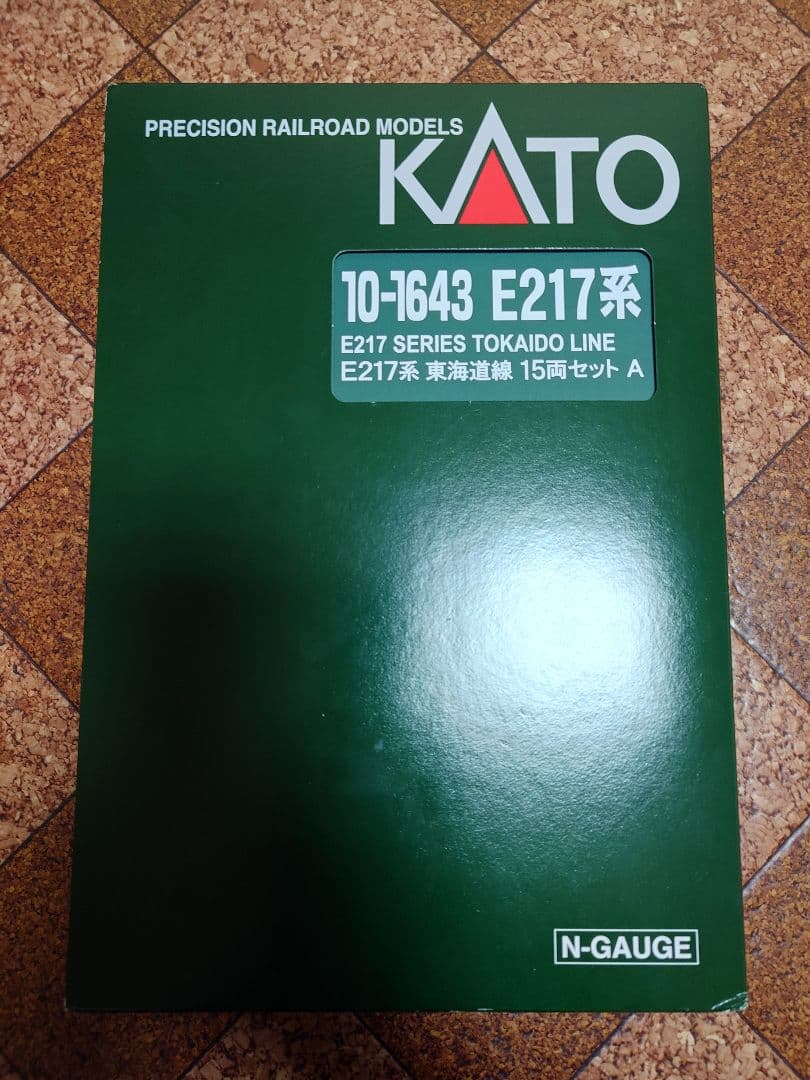 PRECISION RAILROAD MODELS
KATO
10-1643 E217系
E217 SERIES TOKAIDO LINE
E217系 東海道線 15両セット A
N-GAUGE